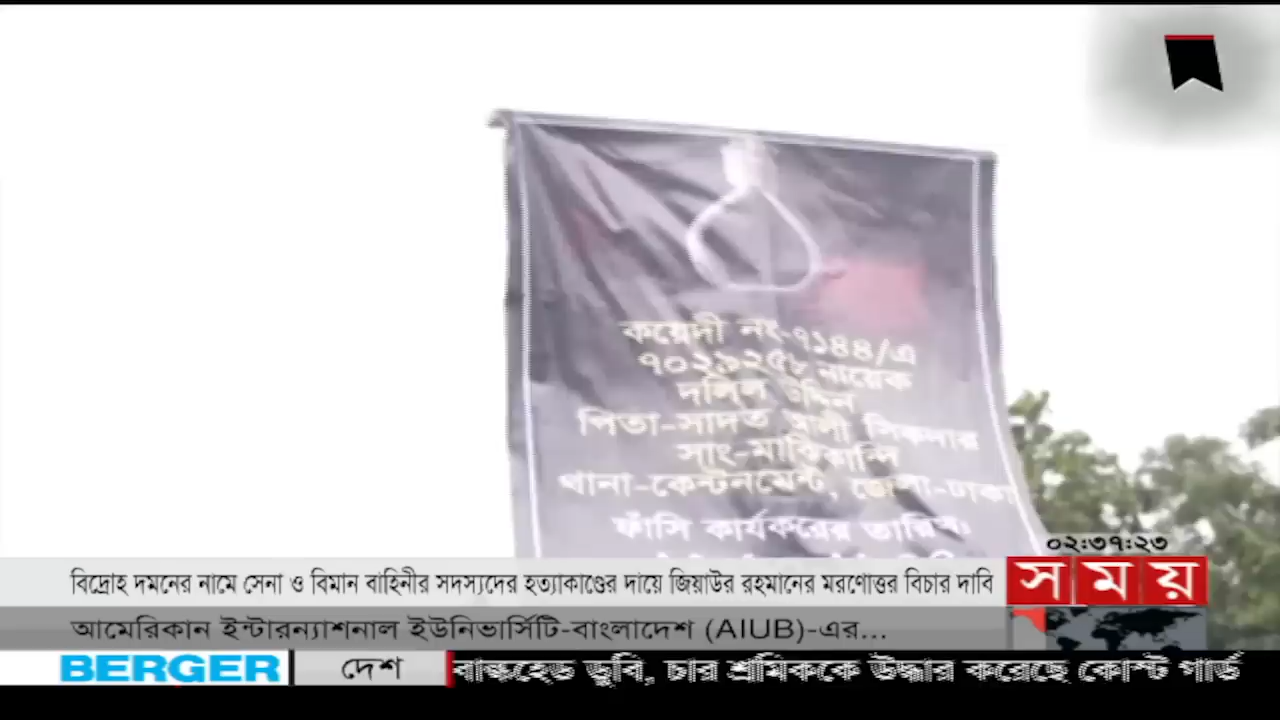 কয়েদী নং-৭১৪৪/এ
৭০২৯২৫৮ নায়েক
দলিল উদ্দিন
পিতা-সাদত আলী সিকদার
সাং-মাঝিকান্দি
থানা-কেন্টনমেন্ট, জেলা-ঢাকা
ফাঁসি কার্যকরের তারিখ:
০২:৩৭:২৩
বিদ্রোহ দমনের নামে সেনা ও বিমান বাহিনীর সদস্যদের হত্যাকাণ্ডের দায়ে জিয়াউর রহমানের মরণোত্তর বিচার দাবি
সময়
আমেরিকান ইন্টারন্যাশনাল ইউনিভার্সিটি-বাংলাদেশ (AIUB)-এর...
BERGER দেশ বাল্কহেড ডুবি, চার শ্রমিককে উদ্ধার করেছে কোস্ট গার্ড